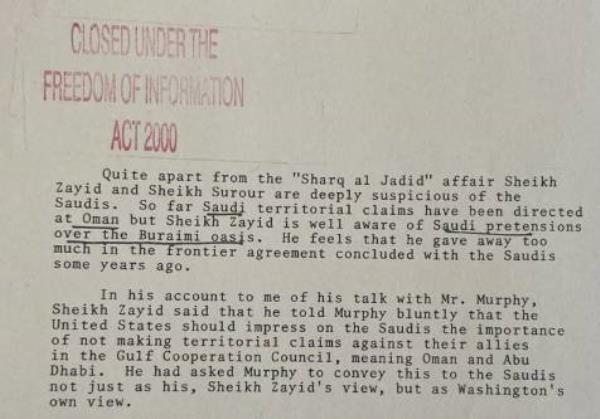 CLOSED UNDER THE
FREEDOM OF INFORMATION
ACT 2000
Quite apart from the "Sharq al Jadid" affair Sheikh
Zayid and Sheikh Surour are deeply suspicious of the
Saudis. So far Saudi territorial claims have been directed
at Oman but Sheikh Zayid is well aware of Saudi pretensions
over the Buraimi oasis. He feels that he gave away too
much in the frontier agreement concluded with the Saudis
some years ago.
In his account to me of his talk with Mr. Murphy,
Sheikh Zayid said that he told Murphy bluntly that the
United States should impress on the Saudis the importance
of not making territorial claims against their allies
in the Gulf Cooperation Council, meaning Oman and Abu
Dhabi. He had asked Murphy to convey this to the Saudis
not just as his, Sheikh Zayid's view, but as Washington's
own view.